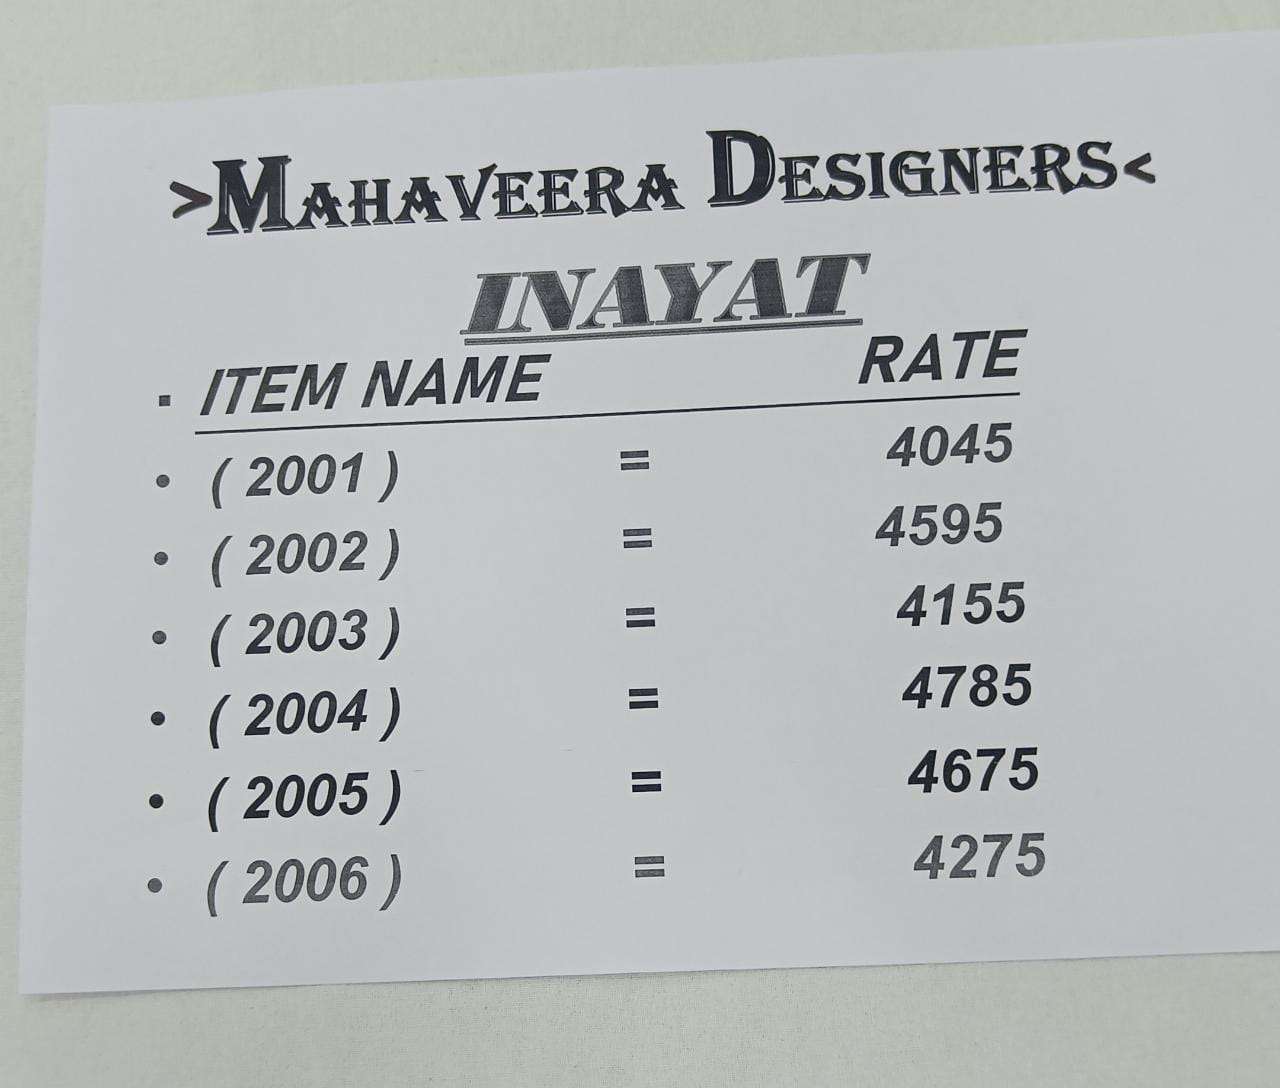 >MAHAVEERA DESIGNERS<
INAYAT
▪ ITEM NAME RATE
• ( 2001 ) = 4045
• ( 2002 ) = 4595
• ( 2003 ) = 4155
• ( 2004 ) = 4785
• ( 2005 ) = 4675
• ( 2006 ) = 4275